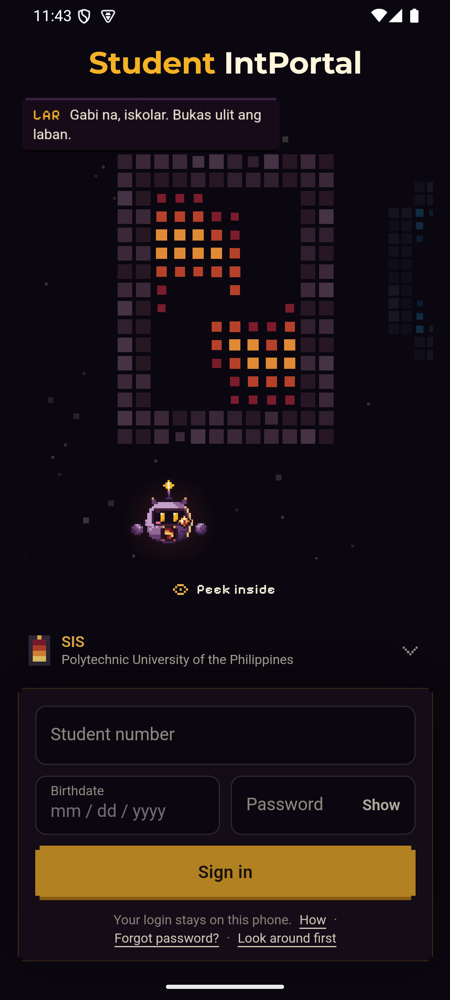 11:43
Student IntPortal
LAR Gabi na, iskolar. Bukas ulit ang
laban.
Peek inside
SIS
Polytechnic University of the Philippines
Student number
Birthdate
mm / dd / yyyy
Password Show
Sign in
Your login stays on this phone. How ·
Forgot password? · Look around first